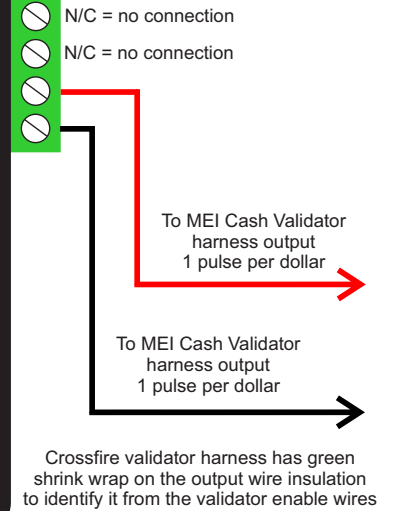 N/C = no connection
N/C = no connection
To MEI Cash Validator
harness output
1 pulse per dollar
To MEI Cash Validator
harness output
1 pulse per dollar
Crossfire validator harness has green
shrink wrap on the output wire insulation
to identify it from the validator enable wires